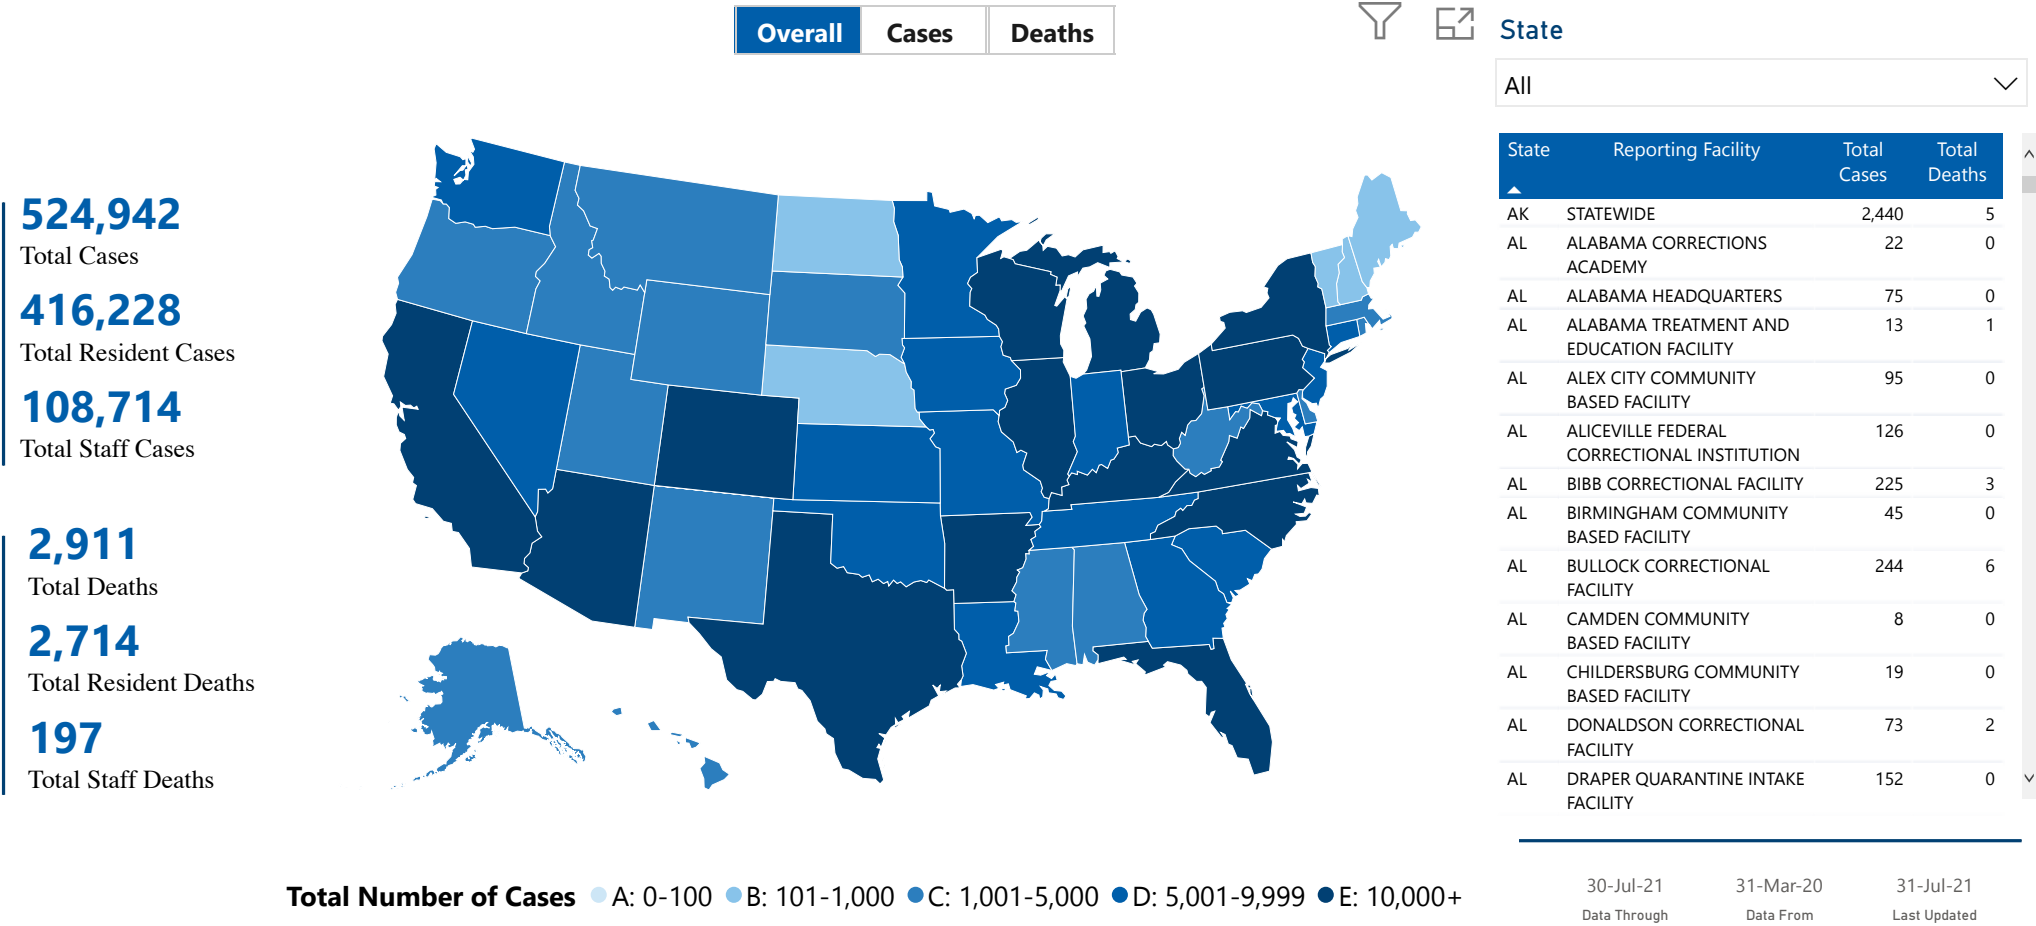 Overall Cases Deaths
State
All
524,942
Total Cases
416,228
Total Resident Cases
108,714
Total Staff Cases
2,911
Total Deaths
2,714
Total Resident Deaths
197
Total Staff Deaths
State Reporting Facility Total Cases Total Deaths
AK STATEWIDE 2,440 5
AL ALABAMA CORRECTIONS 22 0
ACADEMY
AL ALABAMA HEADQUARTERS 75 0
AL ALABAMA TREATMENT AND 13 1
EDUCATION FACILITY
AL ALEX CITY COMMUNITY 95 0
BASED FACILITY
AL ALICEVILLE FEDERAL 126 0
CORRECTIONAL INSTITUTION
AL BIBB CORRECTIONAL FACILITY 225 3
AL BIRMINGHAM COMMUNITY 45 0
BASED FACILITY
AL BULLOCK CORRECTIONAL 244 6
FACILITY
AL CAMDEN COMMUNITY 8 0
BASED FACILITY
AL CHILDERSBURG COMMUNITY 19 0
BASED FACILITY
AL DONALDSON CORRECTIONAL 73 2
FACILITY
AL DRAPER QUARANTINE INTAKE 152 0
FACILITY
Total Number of Cases A: 0-100 B: 101-1,000 C: 1,001-5,000 D: 5,001-9,999 E: 10,000+
30-Jul-21 31-Mar-20 31-Jul-21
Data Through Data From Last Updated